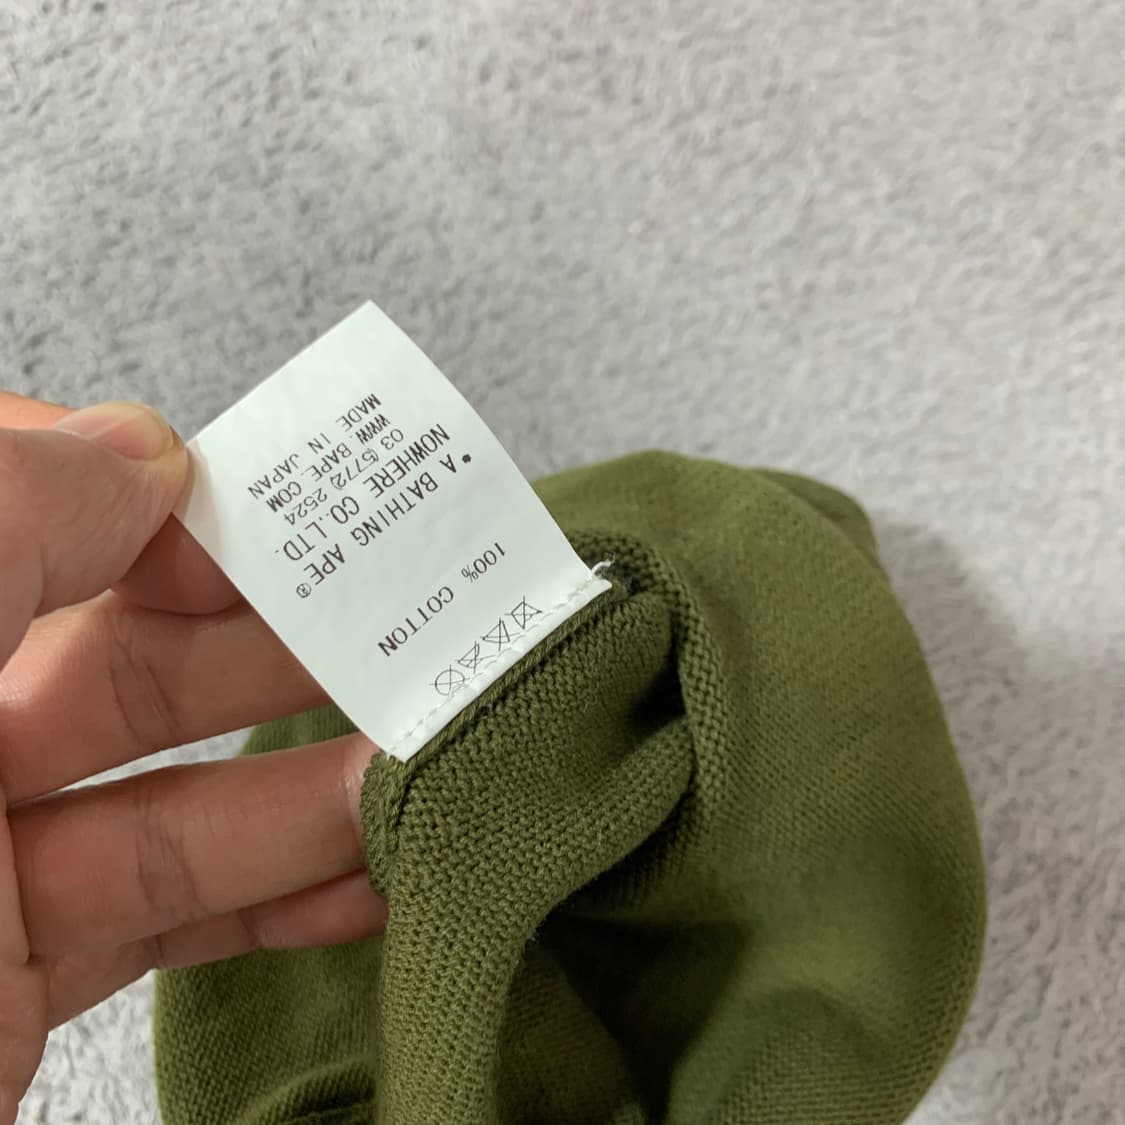 100% COTTON
*A BATHING APE®
NOWHERE CO.,LTD.
03 (5772) 2524
WWW. BAPE. COM
MADE IN JAPAN